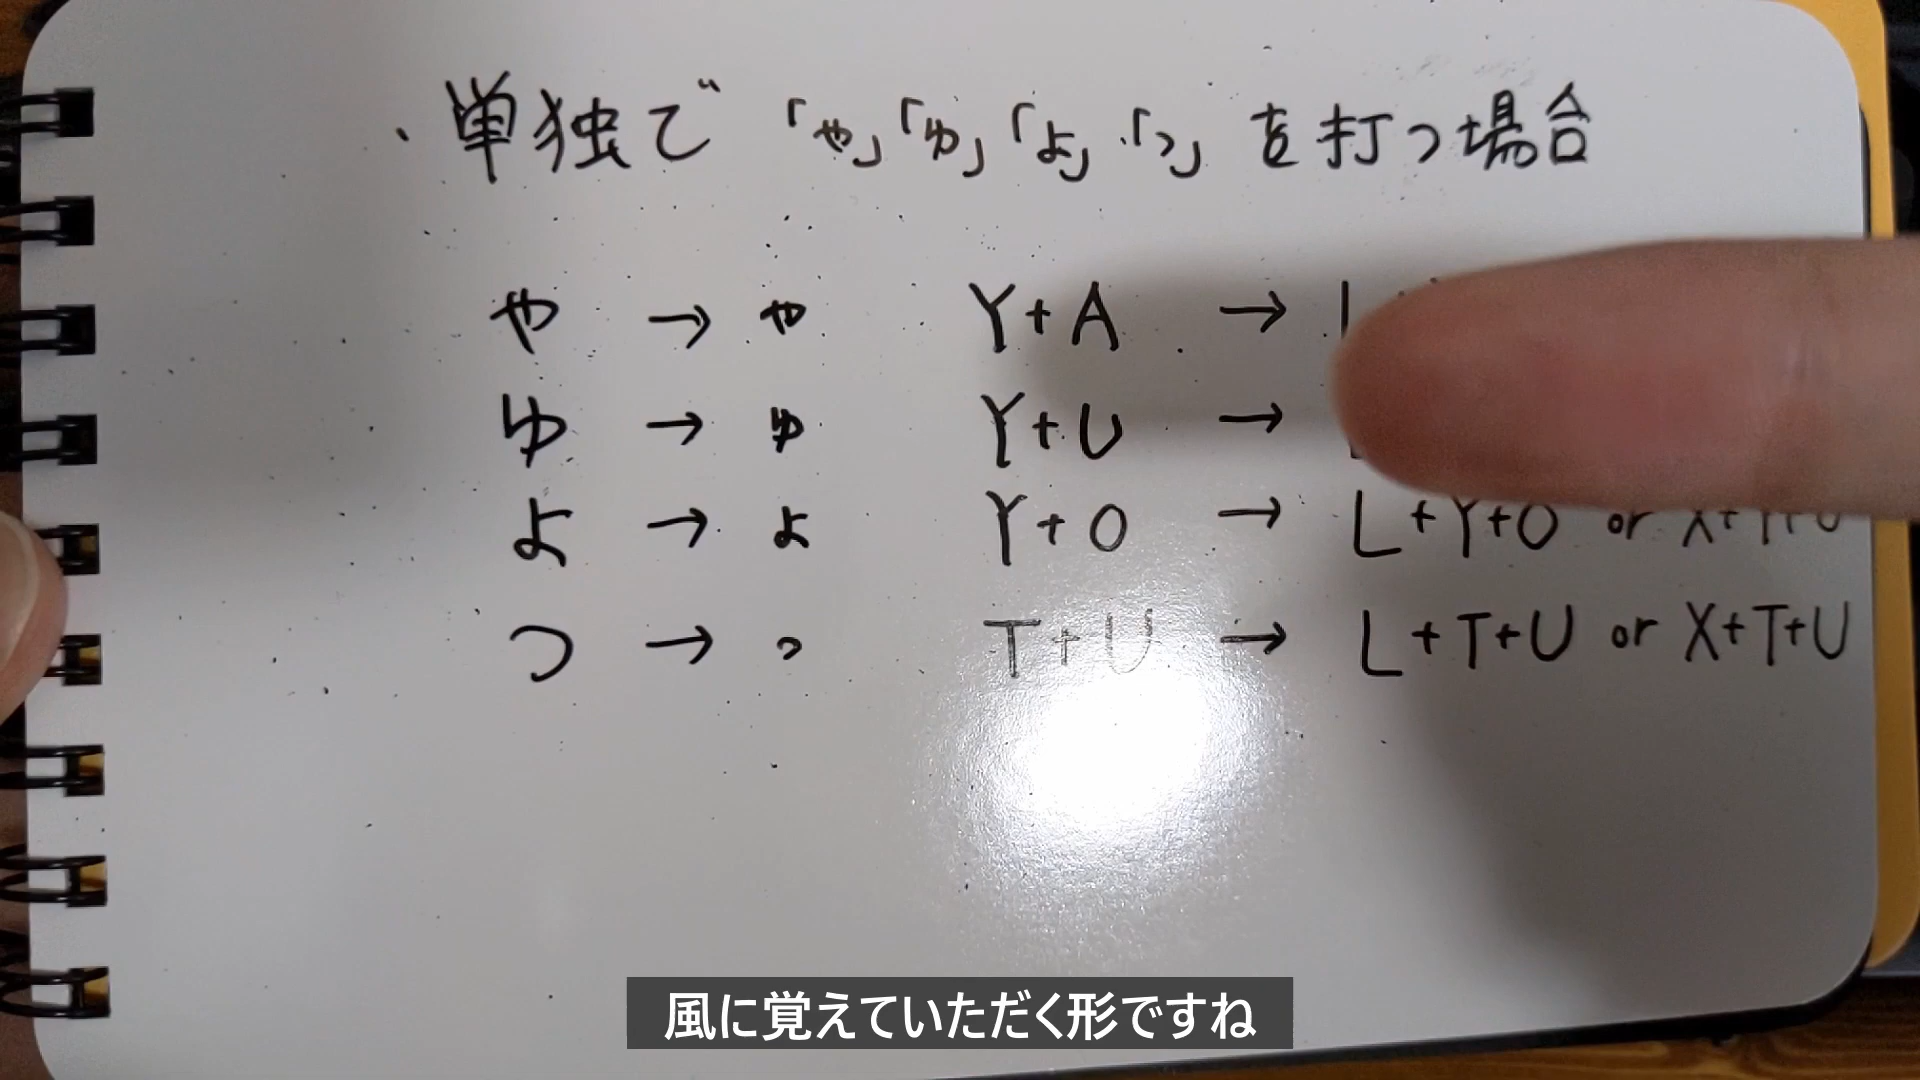 ・単独で「ゃ」「ゅ」「ょ」「っ」を打つ場合
や → ゃ Y+A → L
ゆ → ゅ Y+U →
よ → ょ Y+O → L+Y+O or X+Y+O
つ → っ T+U → L+T+U or X+T+U
風に覚えていただく形ですね